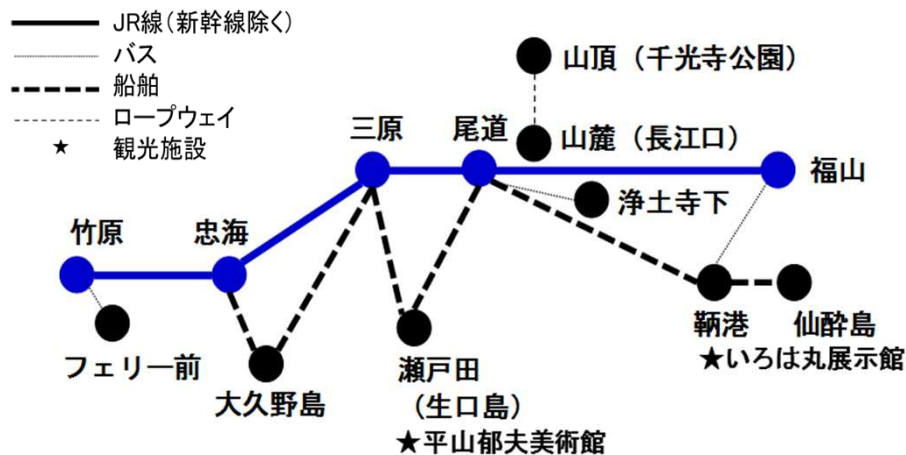 JR線（新幹線除く）
バス
船舶
ロープウェイ
★ 観光施設
山頂（千光寺公園）
山麓（長江口）
三原
尾道
福山
浄土寺下
竹原
忠海
フェリー前
大久野島
瀬戸田
（生口島）
★平山郁夫美術館
鞆港
仙酔島
★いろは丸展示館